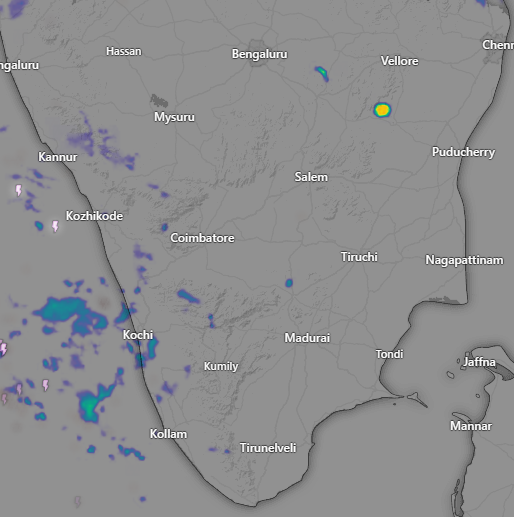 Hassan
Bengaluru
Chenn
ngaluru
Vellore
Mysuru
Kannur
Puducherry
Salem
Kozhikode
Coimbatore
Tiruchi
Nagapattinam
Kochi
Madurai
Tondi
Kumily
Jaffna
Mannar
Kollam
Tirunelveli